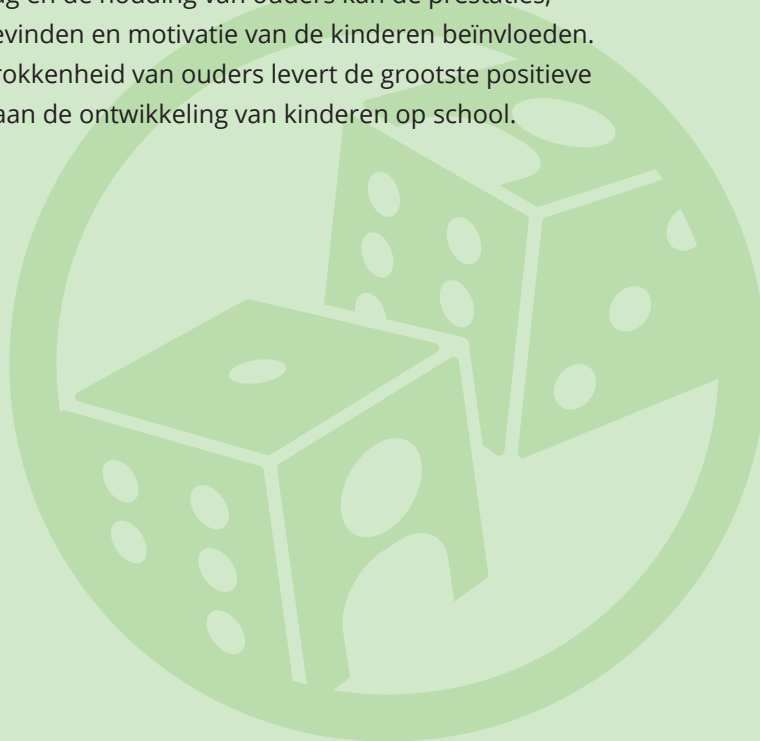 ag en de houding van ouders kan de prestaties,
evinden en motivatie van de kinderen beïnvloeden.
rokkenheid van ouders levert de grootste positieve
aan de ontwikkeling van kinderen op school.